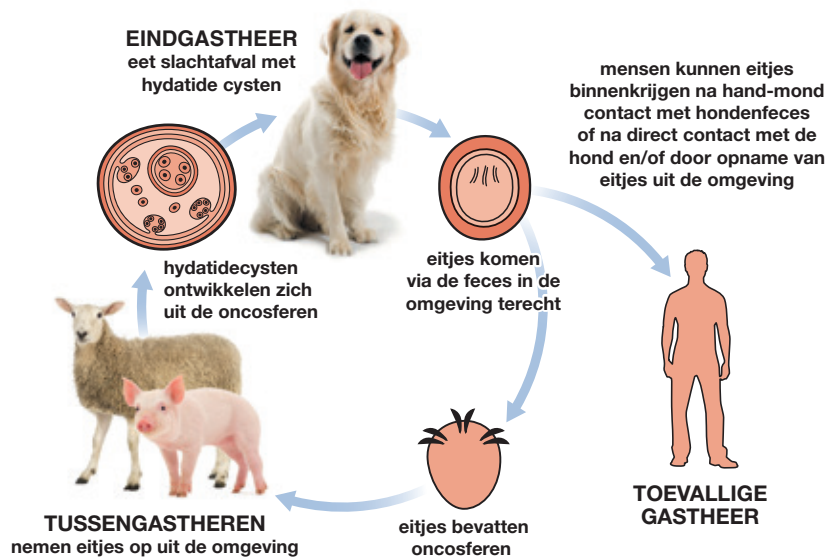 EINDGASTHEER
eet slachtafval met
hydatide cysten
mensen kunnen eitjes
binnenkrijgen na hand-mond
contact met hondenfeces
of na direct contact met de
hond en/of door opname van
eitjes uit de omgeving
hydatidecysten
ontwikkelen zich
uit de oncosferen
eitjes komen
via de feces in de
omgeving terecht
TUSSENGASTHEREN
nemen eitjes op uit de omgeving
eitjes bevatten
oncosferen
TOEVALLIGE
GASTHEER